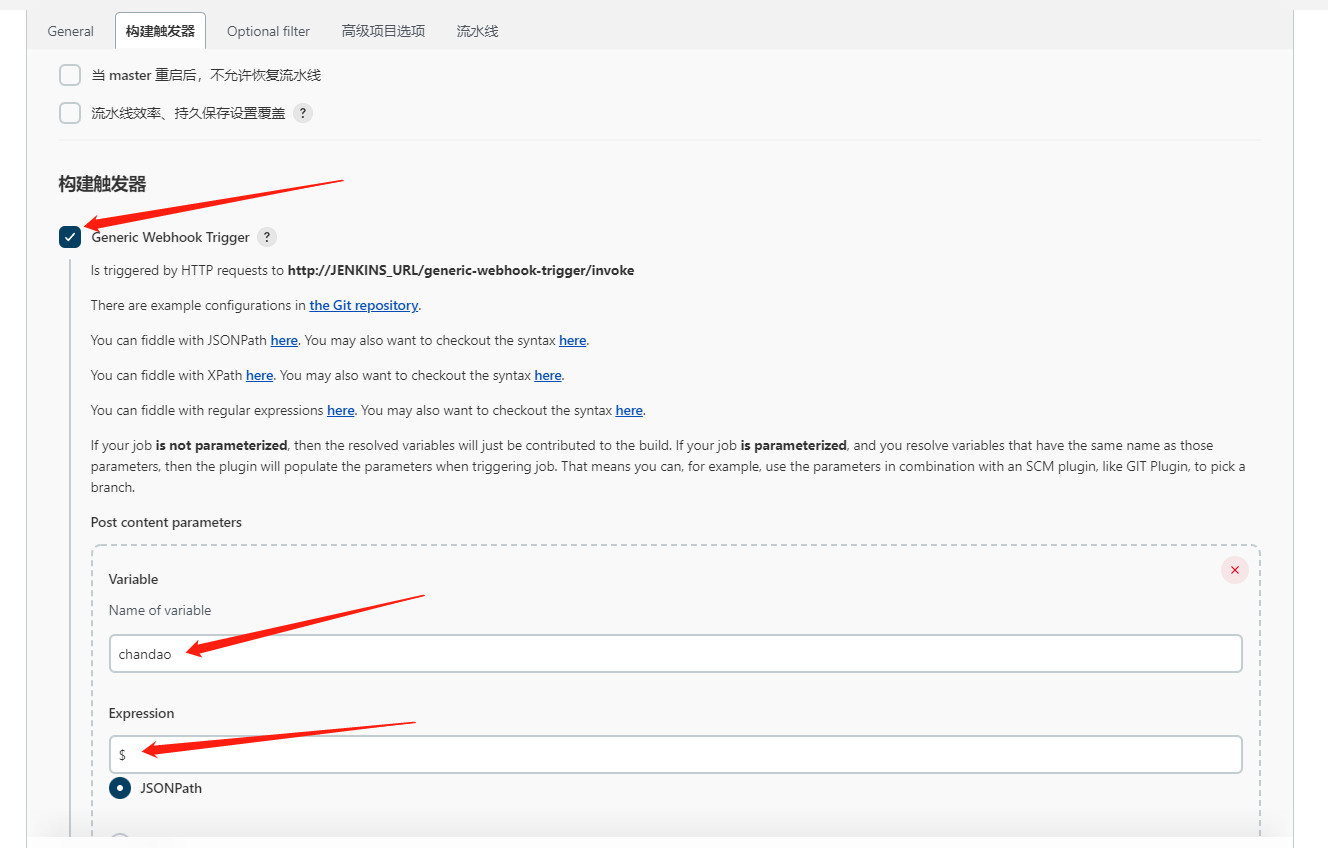 General 构建触发器 Optional filter 高级项目选项 流水线
当 master 重启后，不允许恢复流水线
流水线效率、持久保存设置覆盖 ?
构建触发器
Generic Webhook Trigger ?
Is triggered by HTTP requests to http://JENKINS_URL/generic-webhook-trigger/invoke
There are example configurations in the Git repository.
You can fiddle with JSONPath here. You may also want to checkout the syntax here.
You can fiddle with XPath here. You may also want to checkout the syntax here.
You can fiddle with regular expressions here. You may also want to checkout the syntax here.
If your job is not parameterized, then the resolved variables will just be contributed to the build. If your job is parameterized, and you resolve variables that have the same name as those
parameters, then the plugin will populate the parameters when triggering job. That means you can, for example, use the parameters in combination with an SCM plugin, like GIT Plugin, to pick a
branch.
Post content parameters
Variable
Name of variable
chandao
Expression
$
JSONPath